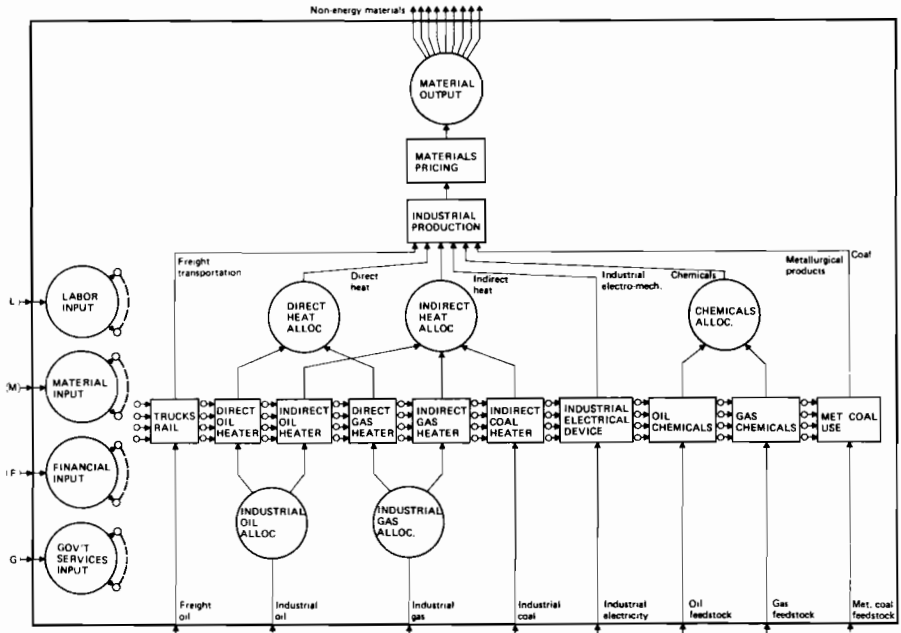 Non-energy materials
MATERIAL
OUTPUT
MATERIALS
PRICING
INDUSTRIAL
PRODUCTION
Freight
transportation
Direct
heat
Indirect
heat
Industrial
electro-mech.
Chemicals
Metallurgical
products
Coal
L
LABOR
INPUT
DIRECT
HEAT
ALLOC
INDIRECT
HEAT
ALLOC
CHEMICALS
ALLOC.
(M)
MATERIAL
INPUT
TRUCKS
RAIL
DIRECT
OIL
HEATER
INDIRECT
OIL
HEATER
DIRECT
GAS
HEATER
INDIRECT
GAS
HEATER
INDIRECT
COAL
HEATER
INDUSTRIAL
ELECTRICAL
DEVICE
OIL
CHEMICALS
GAS
CHEMICALS
MET COAL
USE
F
FINANCIAL
INPUT
INDUSTRIAL
OIL
ALLOC
INDUSTRIAL
GAS
ALLOC.
G
GOV'T
SERVICES
INPUT
Freight
oil
Industrial
oil
Industrial
gas
Industrial
coal
Industrial
electricity
Oil
feedstock
Gas
feedstock
Met. coal
feedstock